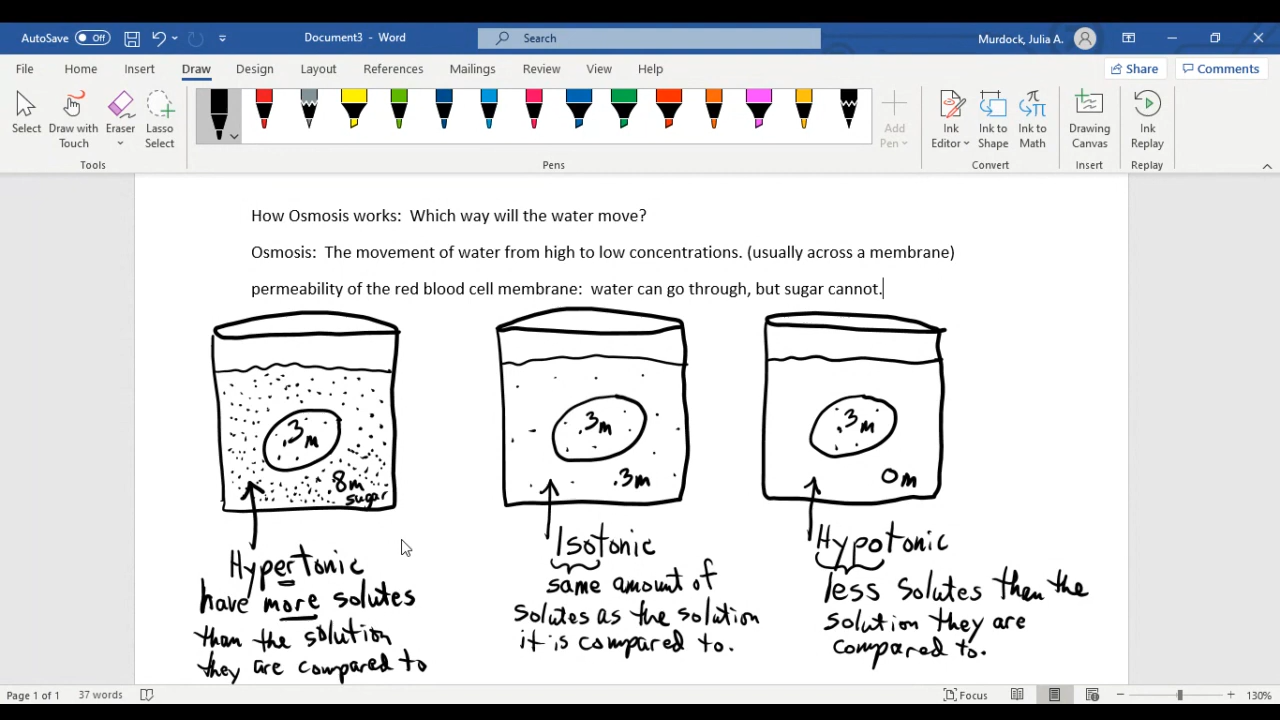 AutoSave Off Document3 - Word Search Murdock, Julia A.
File Home Insert Draw Design Layout References Mailings Review View Help Share Comments
Select Draw with Touch Eraser Lasso Select Add Pen Ink Editor Ink to Shape Ink to Math Drawing Canvas Ink Replay
Tools Pens Convert Insert Replay
How Osmosis works: Which way will the water move?
Osmosis: The movement of water from high to low concentrations. (usually across a membrane)
permeability of the red blood cell membrane: water can go through, but sugar cannot.
.3m
8m
sugar
Hypertonic
have more solutes
than the solution
they are compared to
.3m
.3m
Isotonic
same amount of
solutes as the solution
it is compared to.
.3m
0m
Hypotonic
less solutes then the
solution they are
compared to.
Page 1 of 1 37 words Focus 130%